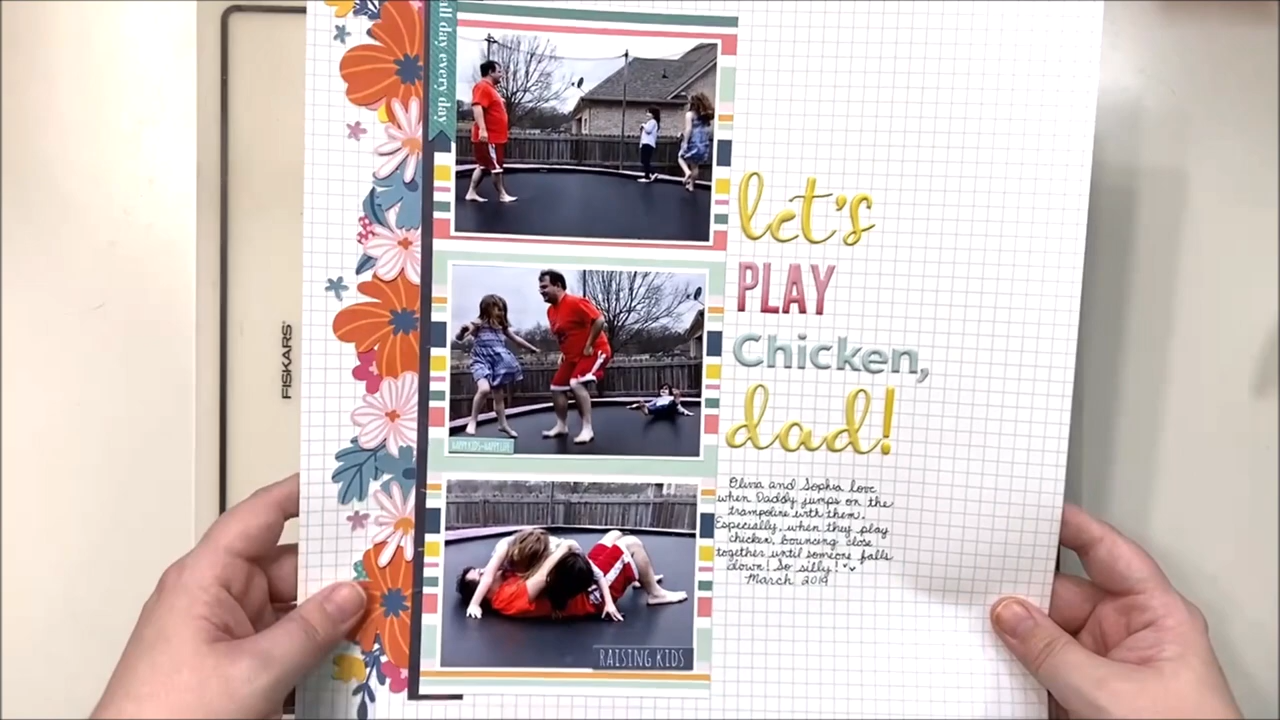 all day every day
let's
PLAY
Chicken,
dad!
Olivia and Sophia love
when Daddy jumps on the
trampoline with them.
Especially, when they play
chicken, bouncing close
together until someone falls
down! So silly!
March 2019
HAPPY KIDS=HAPPY LIFE
RAISING KIDS
FISKARS